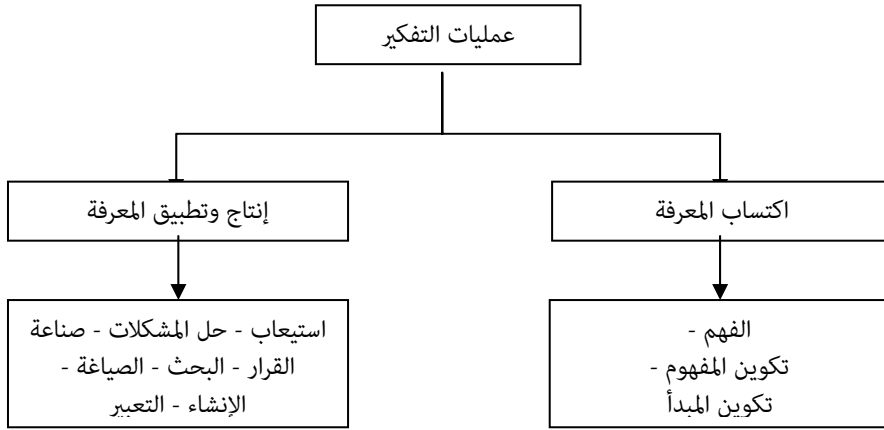 عمليات التفكير
اكتساب المعرفة
إنتاج وتطبيق المعرفة
الفهم -
تكوين المفهوم -
تكوين المبدأ
استيعاب - حل المشكلات - صناعة
القرار - البحث - الصياغة -
الإنشاء - التعبير